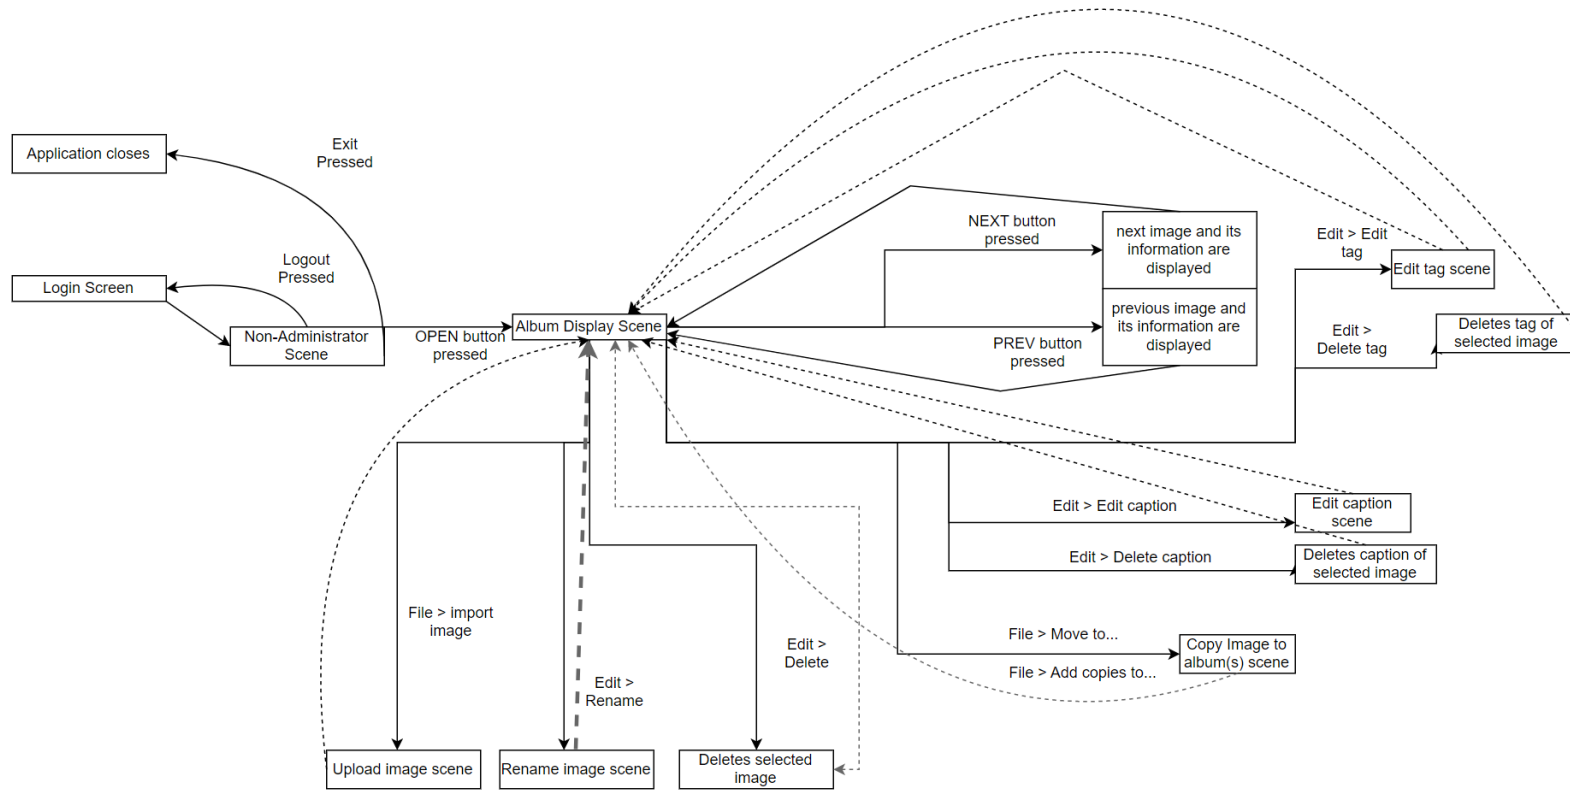 Exit
Pressed
Application closes
Logout
Pressed
Login Screen
Non-Administrator
Scene
OPEN button
pressed
Album Display Scene
NEXT button
pressed
next image and its
information are
displayed
PREV button
pressed
previous image and
its information are
displayed
Edit > Edit
tag
Edit tag scene
Edit >
Delete tag
Deletes tag of
selected image
Edit > Edit caption
Edit caption
scene
Edit > Delete caption
Deletes caption of
selected image
File > import
image
Edit >
Rename
Edit >
Delete
File > Move to...
File > Add copies to...
Copy Image to
album(s) scene
Upload image scene
Rename image scene
Deletes selected
image